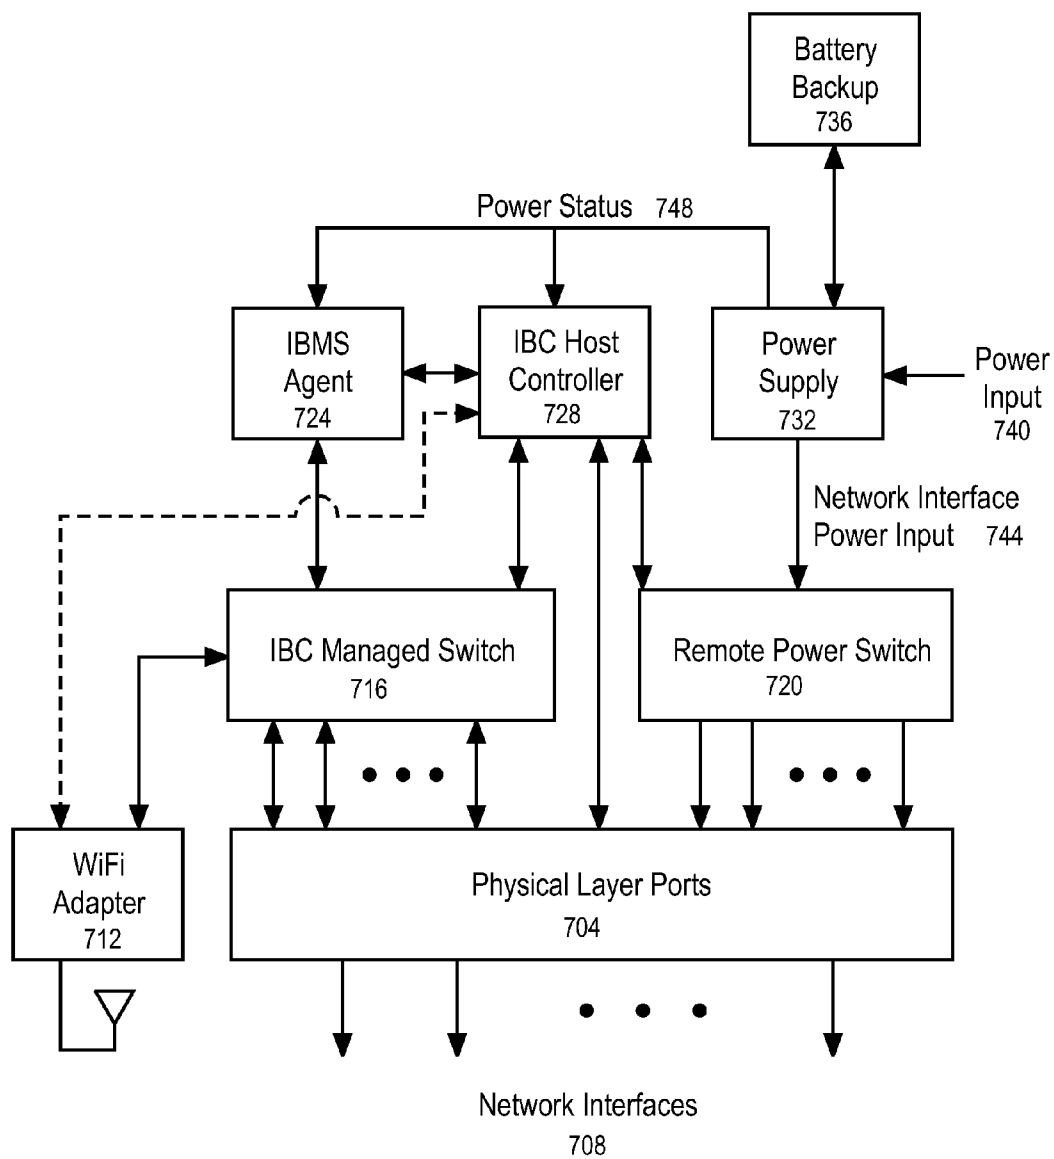 Battery
Backup
736
Power Status 748
IBMS
Agent
724
IBC Host
Controller
728
Power
Supply
732
Power
Input
740
Network Interface
Power Input 744
IBC Managed Switch
716
Remote Power Switch
720
WiFi
Adapter
712
Physical Layer Ports
704
Network Interfaces
708